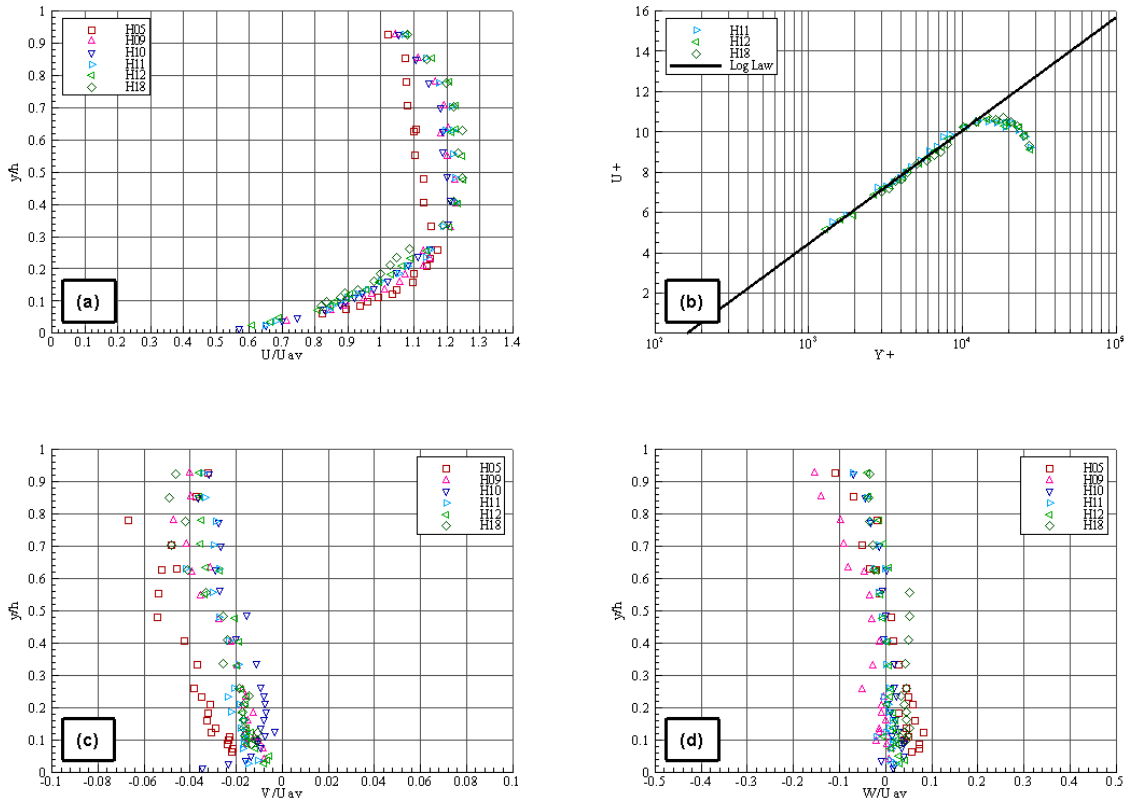 y/h
1
0.9
0.8
0.7
0.6
0.5
0.4
0.3
0.2
0.1
0
H05
H09
H10
H11
H12
H18
(a)
0 0.1 0.2 0.3 0.4 0.5 0.6 0.7 0.8 0.9 1 1.1 1.2 1.3 1.4
U/Uav
U+
16
14
12
10
8
6
4
2
H11
H12
H18
Log Law
(b)
10² 10³ 10⁴ 10⁵
Y+
y/h
1
0.9
0.8
0.7
0.6
0.5
0.4
0.3
0.2
0.1
0
H05
H09
H10
H11
H12
H18
(c)
-0.1 -0.08 -0.06 -0.04 -0.02 0 0.02 0.04 0.06 0.08 0.1
V/Uav
y/h
1
0.9
0.8
0.7
0.6
0.5
0.4
0.3
0.2
0.1
0
H05
H09
H10
H11
H12
H18
(d)
-0.5 -0.4 -0.3 -0.2 -0.1 0 0.1 0.2 0.3 0.4 0.5
W/Uav